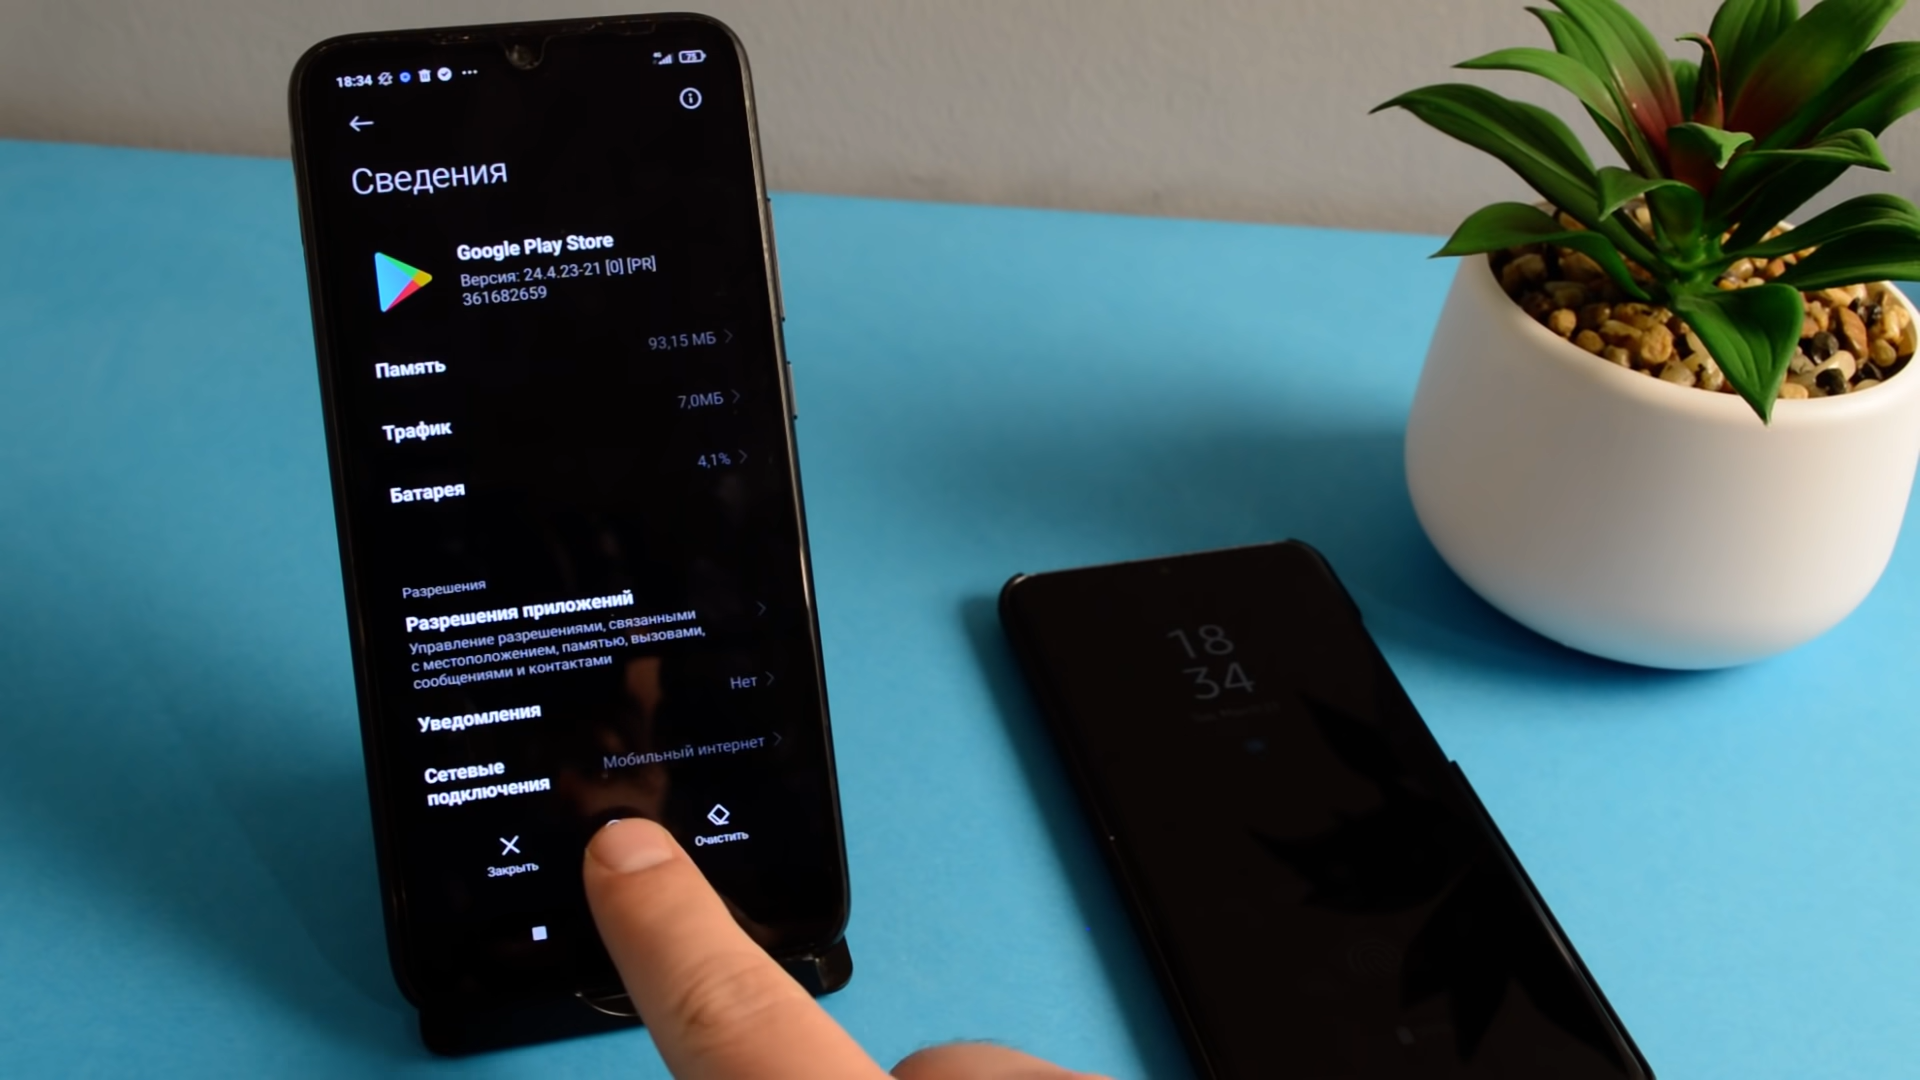 18:34
75
Сведения
Google Play Store
Версия: 24.4.23-21 [0] [PR]
361682659
93,15 МБ
Память
7,0МБ
Трафик
4,1%
Батарея
Разрешения
Разрешения приложений
Управление разрешениями, связанными
с местоположением, памятью, вызовами,
сообщениями и контактами
Нет
Уведомления
Мобильный интернет
Сетевые
подключения
Закрыть
Очистить
18
34